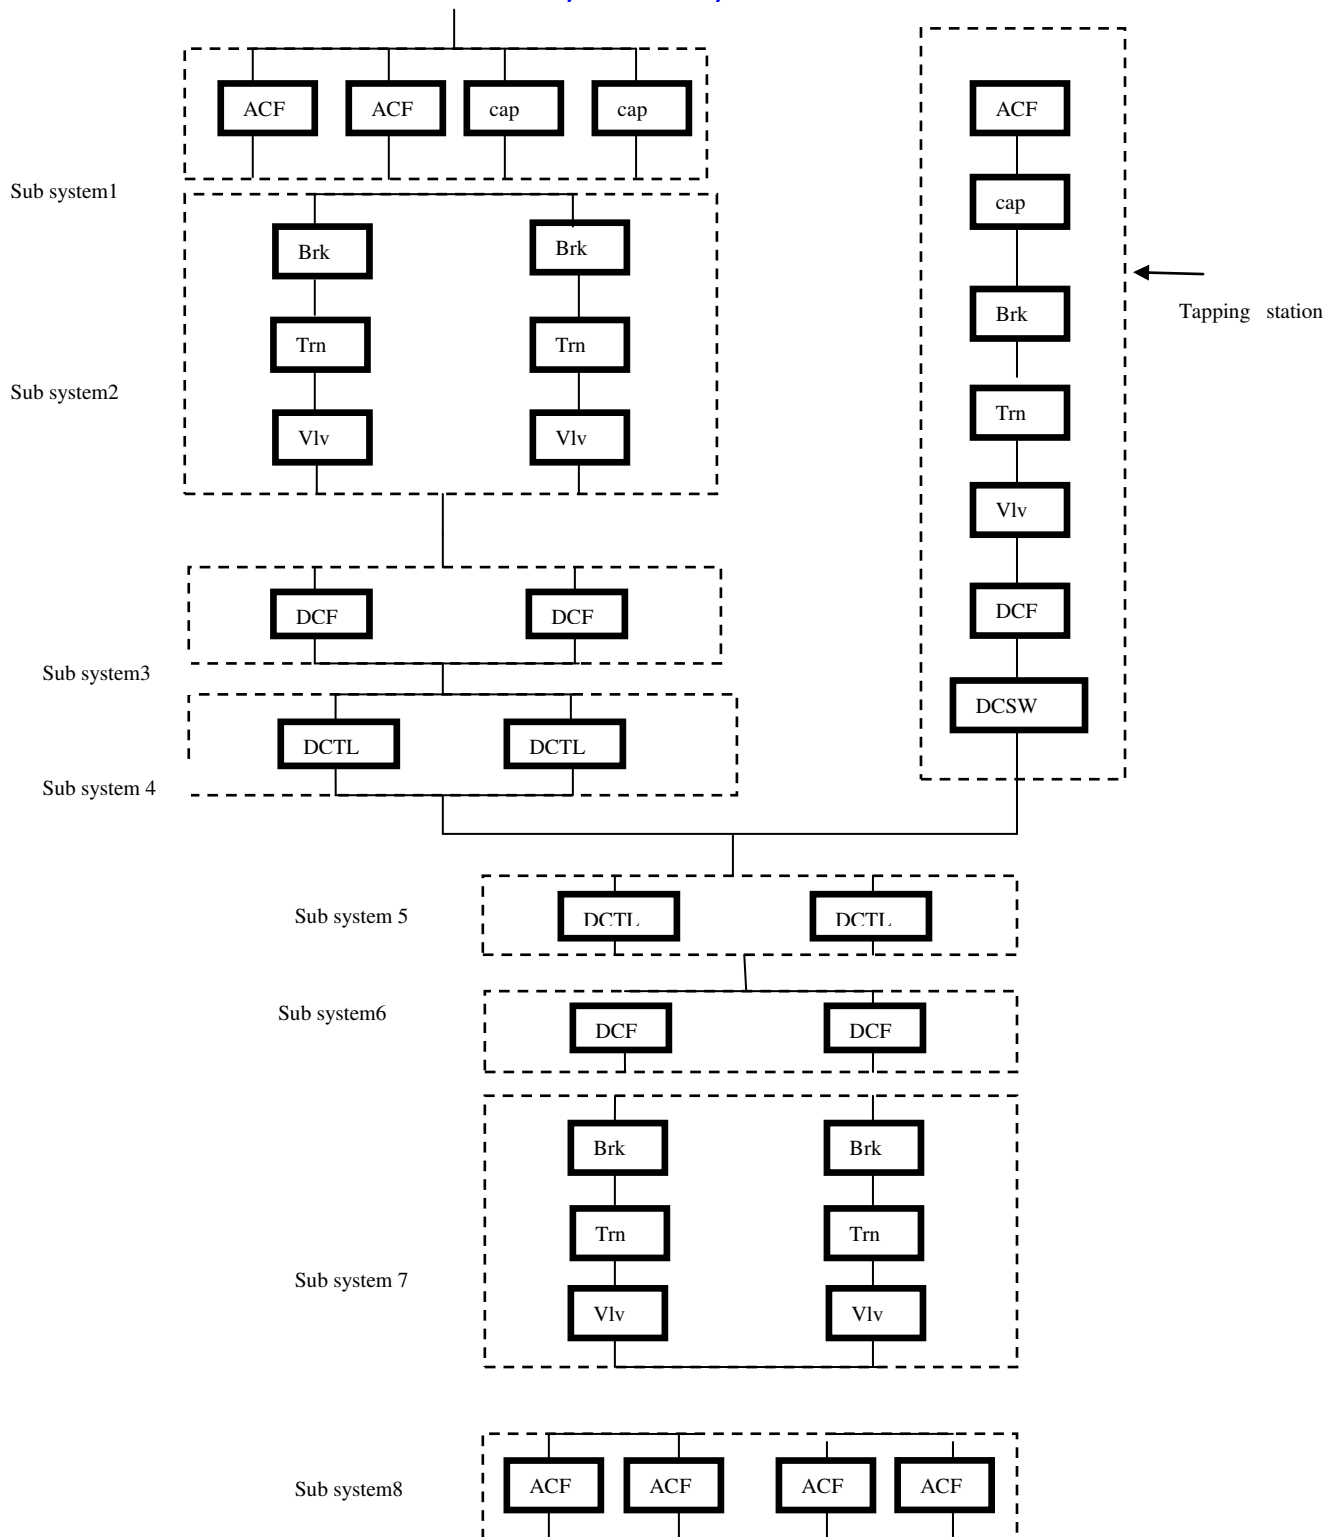 ACF ACF cap cap
Sub system1
Brk Brk
Trn Trn
Sub system2
Vlv Vlv
DCF DCF
Sub system3
DCTL DCTL
Sub system 4
ACF
cap
Brk
Trn
Vlv
DCF
DCSW
Tapping station
Sub system 5
DCTL DCTL
Sub system6
DCF DCF
Brk Brk
Trn Trn
Sub system 7
Vlv Vlv
Sub system8
ACF ACF ACF ACF